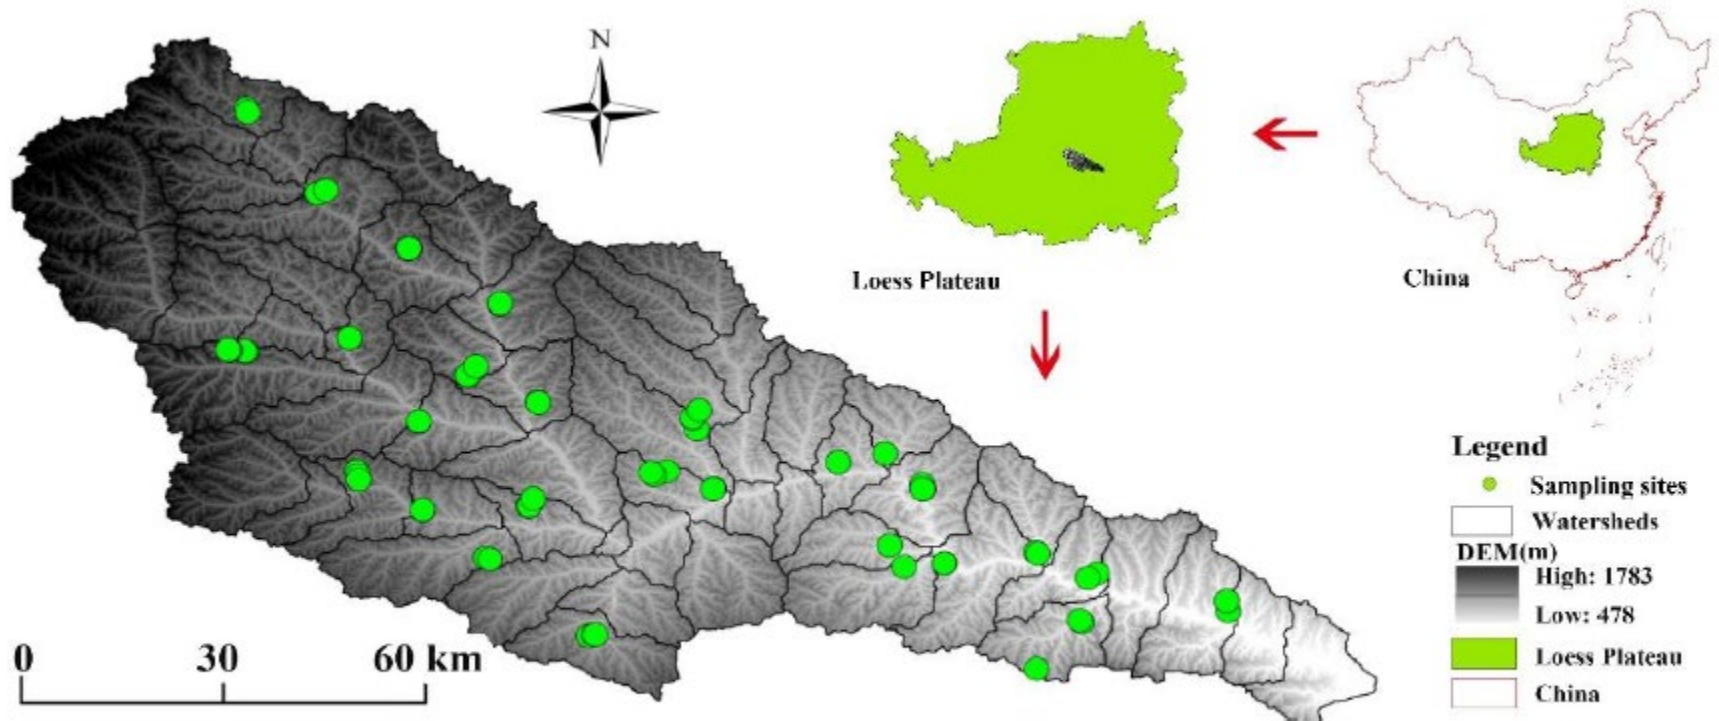 N
Loess Plateau
China
Legend
Sampling sites
Watersheds
DEM(m)
High: 1783
Low: 478
Loess Plateau
China
0 30 60 km